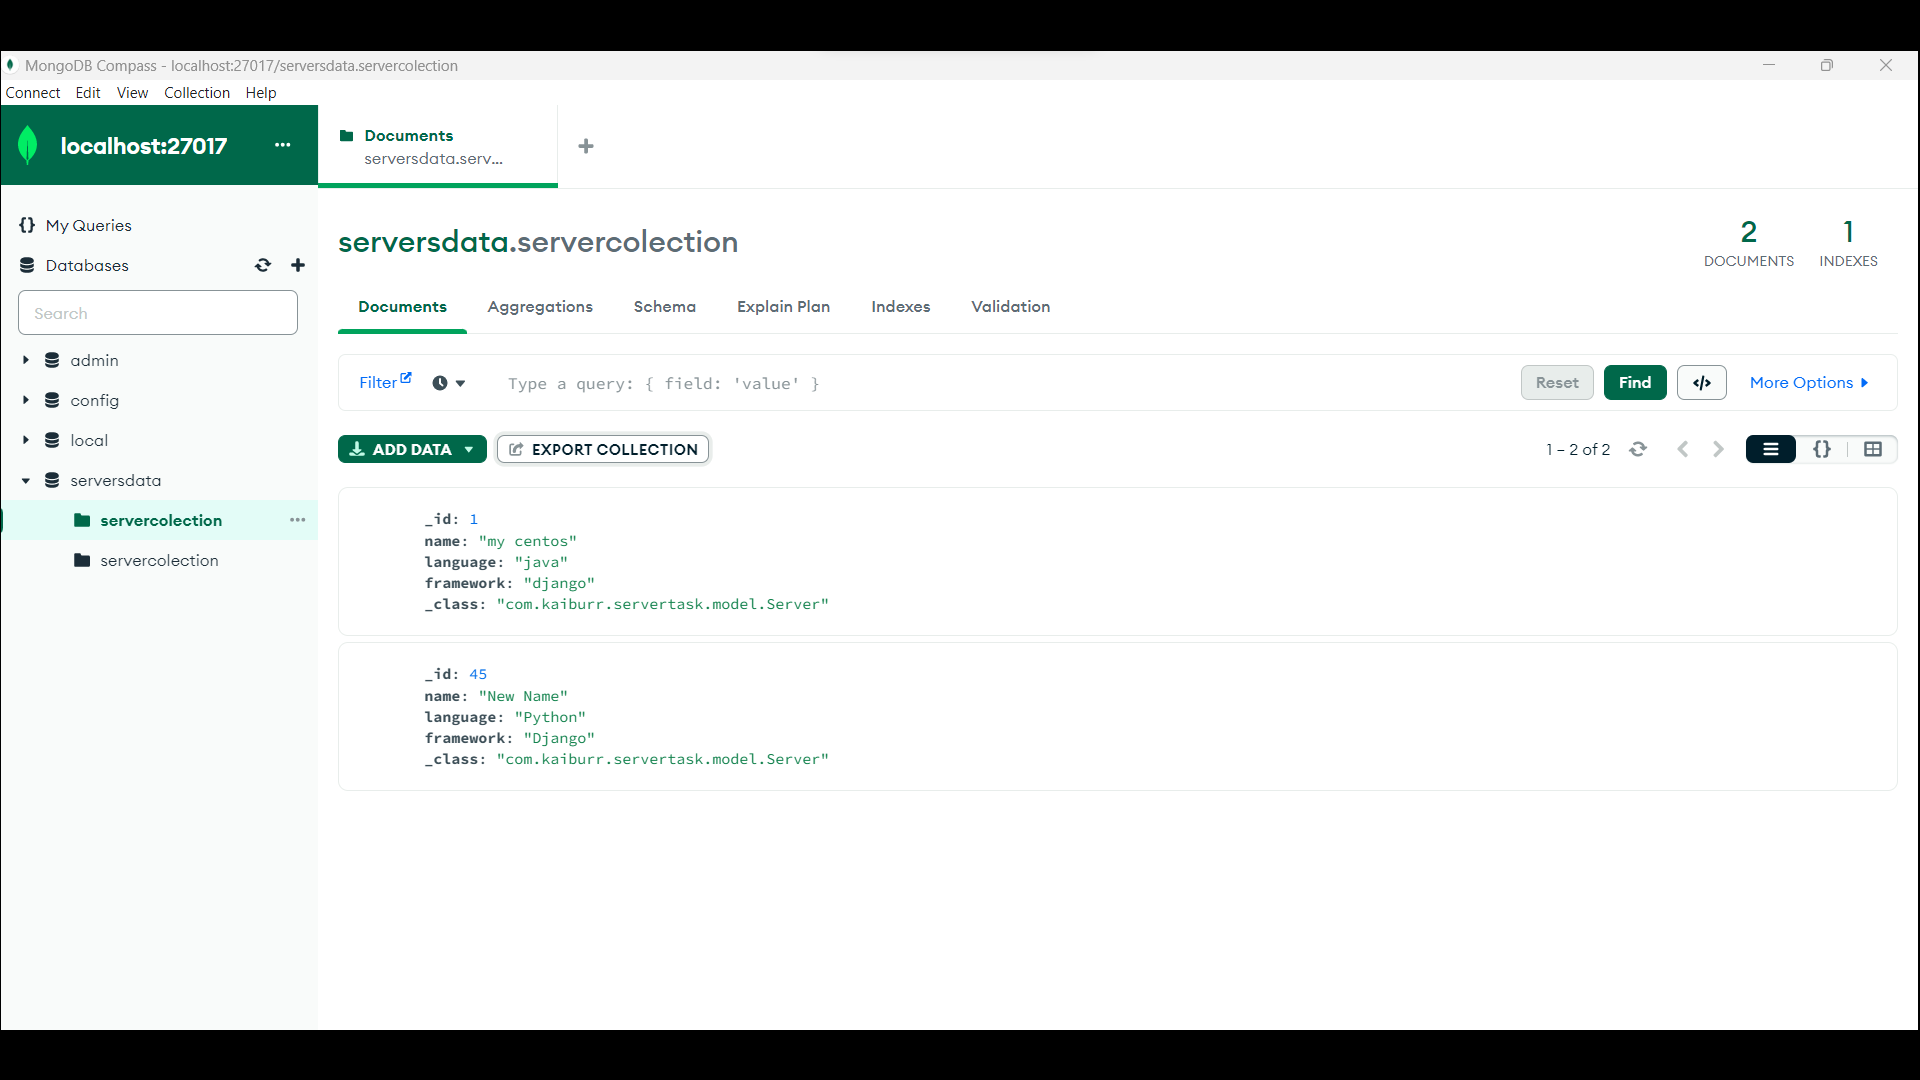 MongoDB Compass - localhost:27017/serversdata.servercolection
Connect Edit View Collection Help
localhost:27017 ...
Documents
serversdata.serv...
{} My Queries
Databases
Search
admin
config
local
serversdata
servercolection
servercolection
serversdata.servercolection
2
DOCUMENTS
1
INDEXES
Documents Aggregations Schema Explain Plan Indexes Validation
Filter Type a query: { field: 'value' } Reset Find </> More Options
ADD DATA EXPORT COLLECTION 1 – 2 of 2 {}
_id: 1
name: "my centos"
language: "java"
framework: "django"
_class: "com.kaiburr.servertask.model.Server"
_id: 45
name: "New Name"
language: "Python"
framework: "Django"
_class: "com.kaiburr.servertask.model.Server"